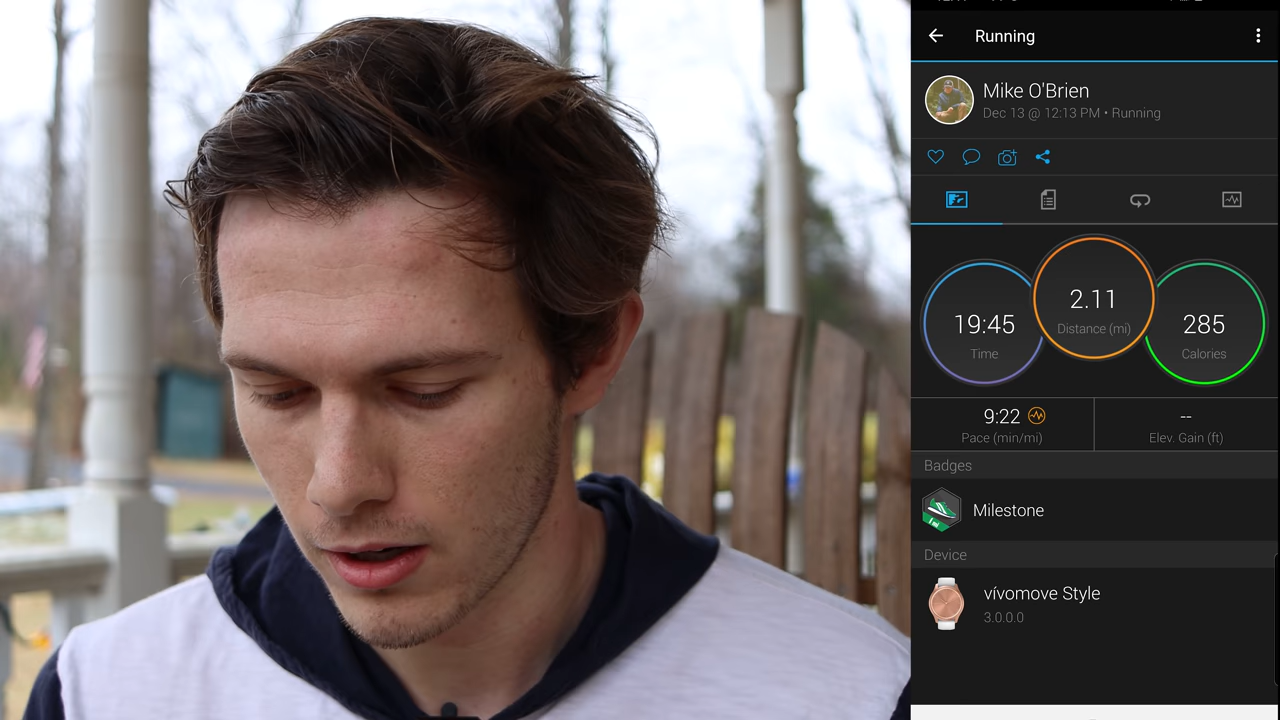 Running
Mike O'Brien
Dec 13 @ 12:13 PM • Running
19:45
Time
2.11
Distance (mi)
285
Calories
9:22
Pace (min/mi)
--
Elev. Gain (ft)
Badges
Milestone
Device
vívomove Style
3.0.0.0